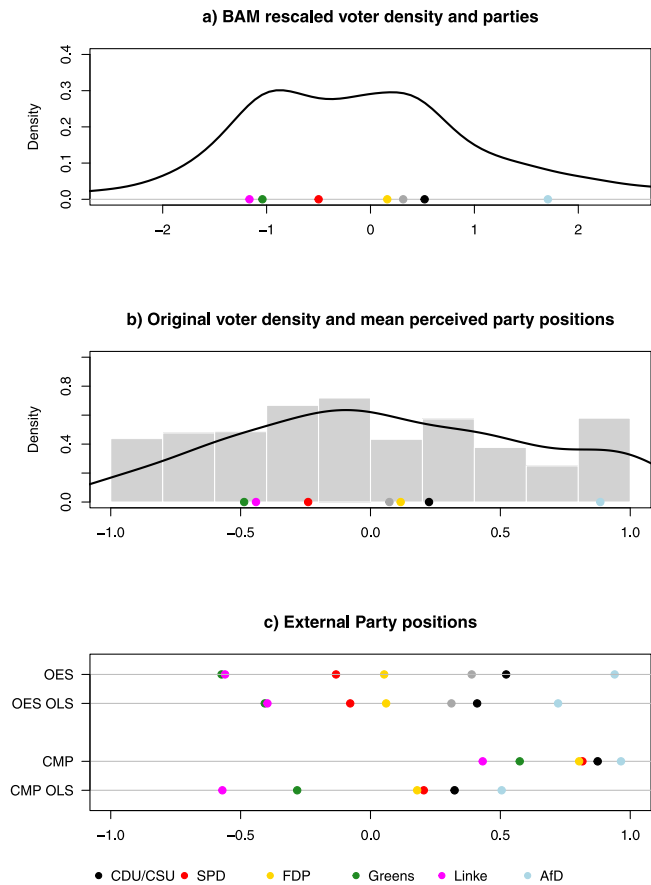 a) BAM rescaled voter density and parties
Density
0.4
0.3
0.2
0.1
0.0
−2 −1 0 1 2
b) Original voter density and mean perceived party positions
Density
0.8
0.4
0.0
−1.0 −0.5 0.0 0.5 1.0
c) External Party positions
OES
OES OLS
CMP
CMP OLS
−1.0 −0.5 0.0 0.5 1.0
CDU/CSU SPD FDP Greens Linke AfD